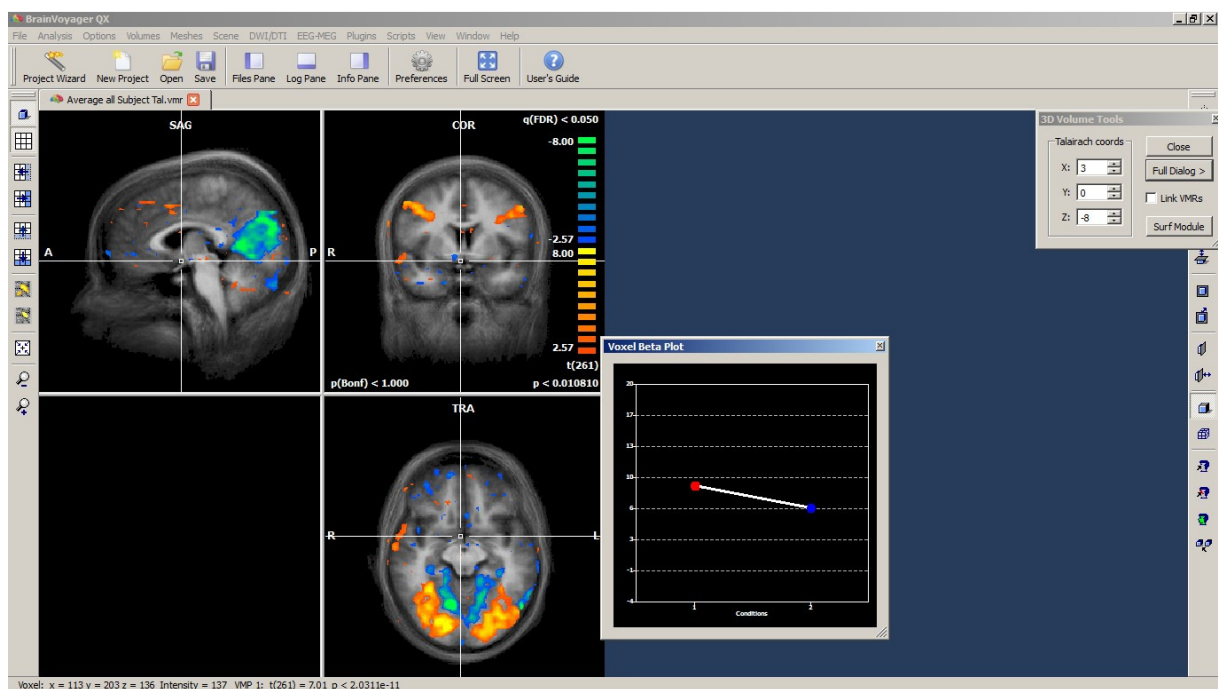 BrainVoyager QX
File Analysis Options Volumes Meshes Scene DWI/DTI EEG-MEG Plugins Scripts View Window Help
Project Wizard New Project Open Save Files Pane Log Pane Info Pane Preferences Full Screen User's Guide
Average all Subject Tal.vmr
SAG
A
P
COR
R
q(FDR) < 0.050
-8.00
-2.57
8.00
2.57
t(261)
p(Bonf) < 1.000
p < 0.010810
TRA
R
L
3D Volume Tools
Talairach coords
X: 3
Y: 0
Z: -8
Close
Full Dialog >
Link VMRs
Surf Module
Voxel Beta Plot
20
17
13
10
6
3
-1
-4
1 2
Conditions
Voxel: x = 113 y = 203 z = 136 Intensity = 137 VMP 1: t(261) = 7.01 p < 2.0311e-11